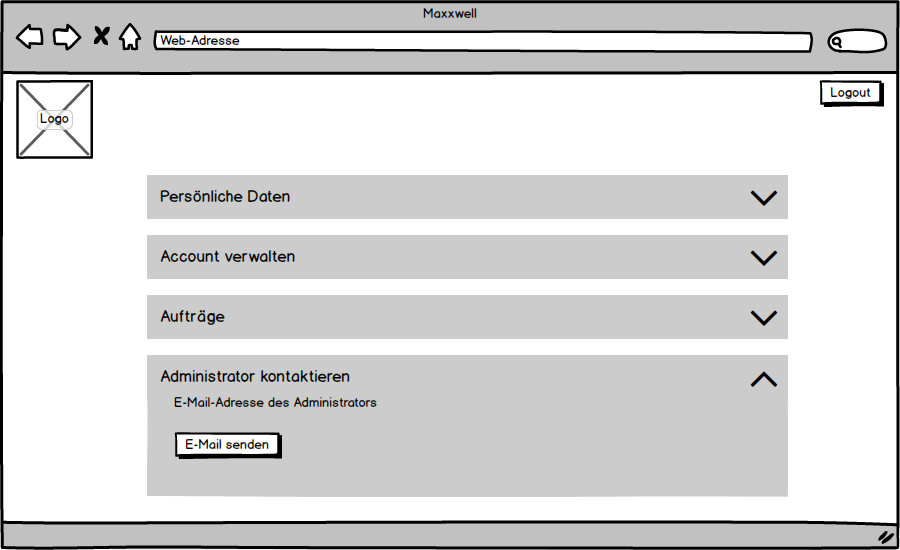 Maxxwell
Web-Adresse
Logo
Logout
Persönliche Daten
Account verwalten
Aufträge
Administrator kontaktieren
E-Mail-Adresse des Administrators
E-Mail senden